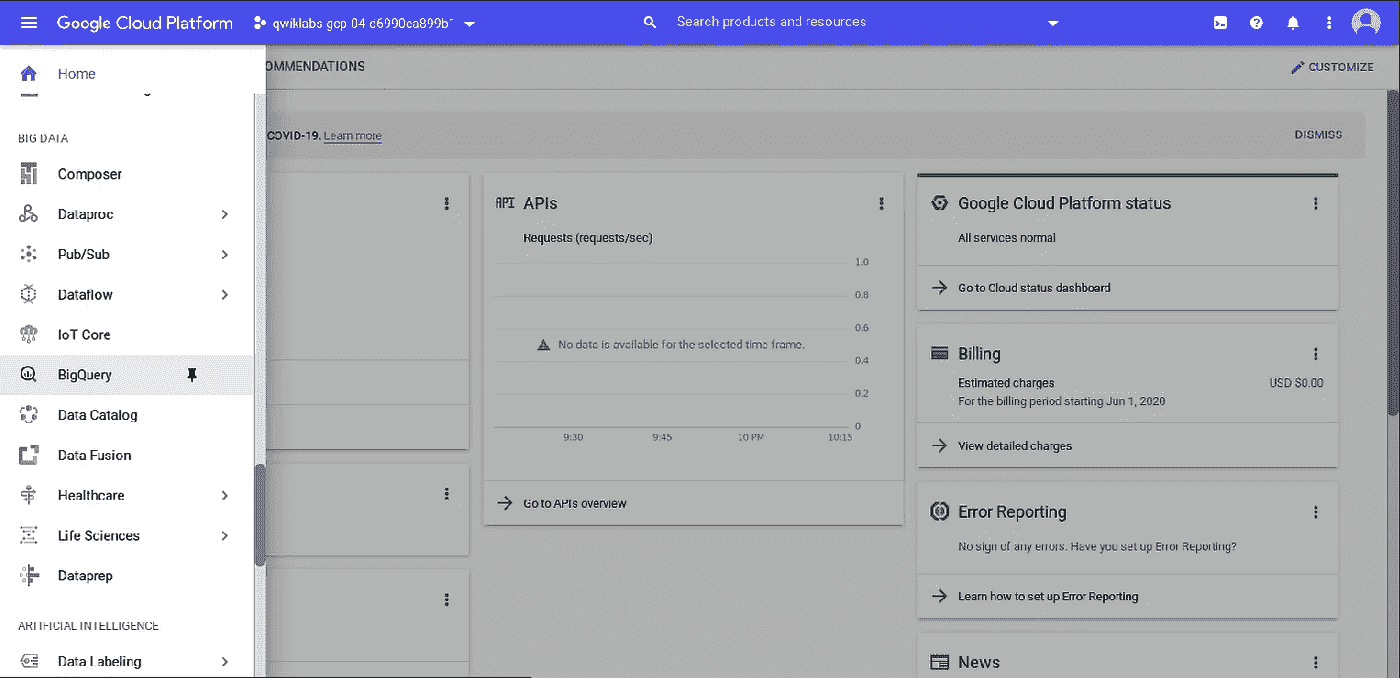 Google Cloud Platform
Search products and resources
Home
OMMENDATIONS
CUSTOMIZE
BIG DATA
COVID-19. Learn more
DISMISS
Composer
Dataproc
Pub/Sub
Dataflow
IoT Core
BigQuery
Data Catalog
Data Fusion
Healthcare
Life Sciences
Dataprep
ARTIFICIAL INTELLIGENCE
Data Labeling
API APIs
Requests (requests/sec)
1.0
0.8
0.6
No data is available for the selected time frame.
0.4
0.2
0
9:30 9:45 10 PM 10:15
Go to APIs overview
Google Cloud Platform status
All services normal
Go to Cloud status dashboard
Billing
Estimated charges USD $0.00
For the billing period starting Jun 1, 2020
View detailed charges
Error Reporting
No sign of any errors. Have you set up Error Reporting?
Learn how to set up Error Reporting
News